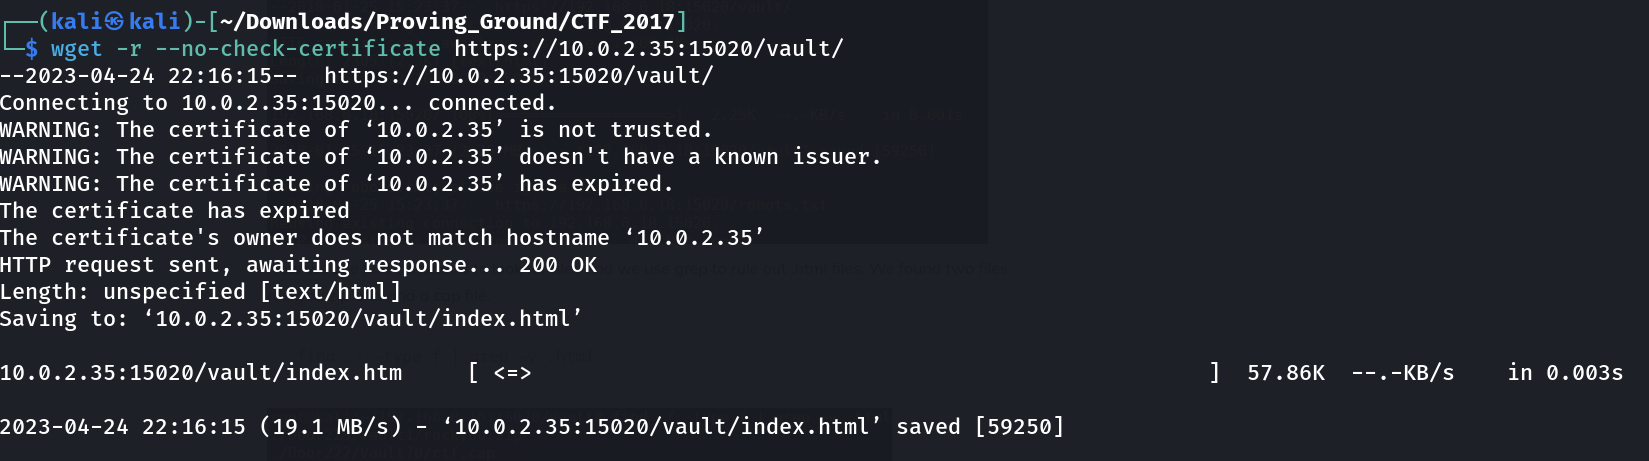 ┌──(kali㉿kali)-[~/Downloads/Proving_Ground/CTF_2017]
└─$ wget -r --no-check-certificate https://10.0.2.35:15020/vault/
--2023-04-24 22:16:15--  https://10.0.2.35:15020/vault/
Connecting to 10.0.2.35:15020... connected.
WARNING: The certificate of ‘10.0.2.35’ is not trusted.
WARNING: The certificate of ‘10.0.2.35’ doesn't have a known issuer.
WARNING: The certificate of ‘10.0.2.35’ has expired.
The certificate has expired
The certificate's owner does not match hostname ‘10.0.2.35’
HTTP request sent, awaiting response... 200 OK
Length: unspecified [text/html]
Saving to: ‘10.0.2.35:15020/vault/index.html’
10.0.2.35:15020/vault/index.htm     [ <=>                                                    ]  57.86K  --.-KB/s    in 0.003s
2023-04-24 22:16:15 (19.1 MB/s) - ‘10.0.2.35:15020/vault/index.html’ saved [59250]